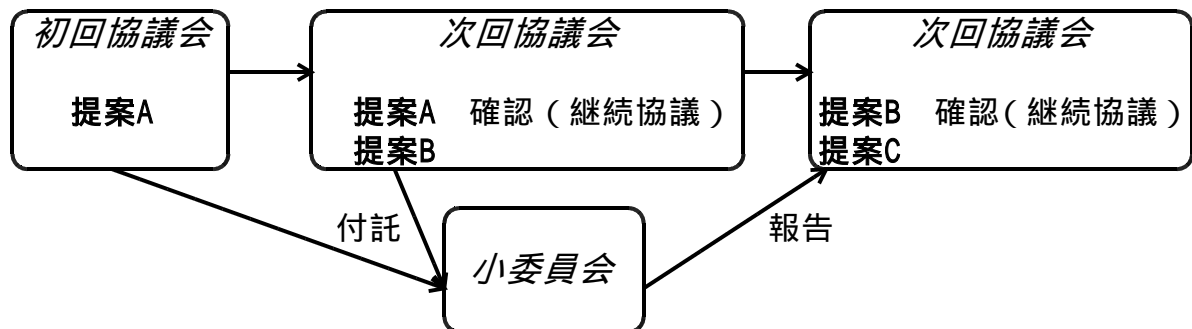 初回協議会
提案A
次回協議会
提案A 確認（継続協議）
提案B
次回協議会
提案B 確認（継続協議）
提案C
付託
小委員会
報告